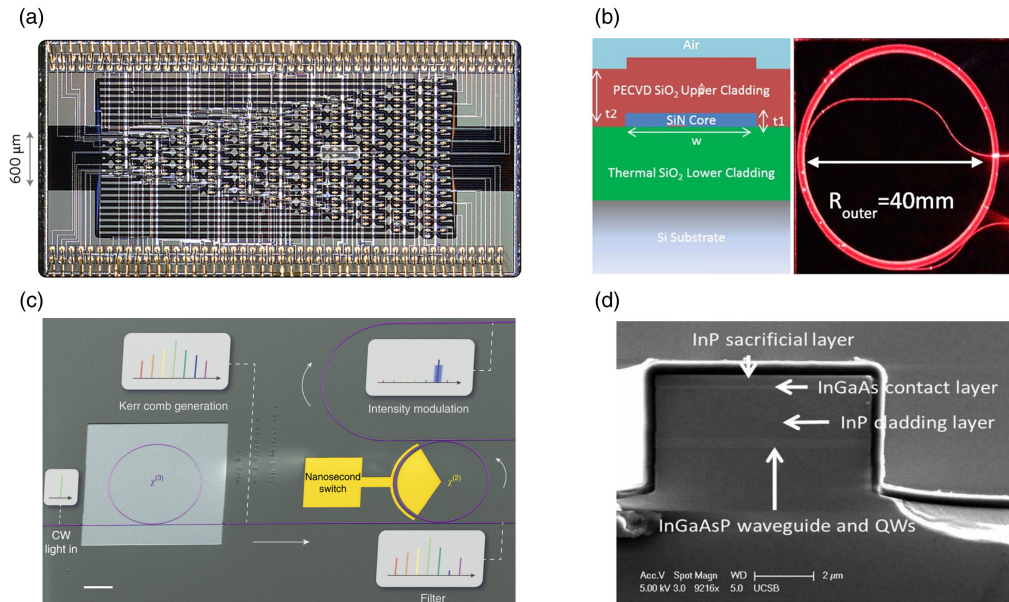 (a)
600 µm
(b)
Air
PECVD SiO₂ Upper Cladding
t2
SiN Core
t1
w
Thermal SiO₂ Lower Cladding
Si Substrate
R_outer=40mm
(c)
Kerr comb generation
Intensity modulation
Nanosecond
switch
χ⁽³⁾
χ⁽²⁾
CW
light in
Filter
(d)
InP sacrificial layer
InGaAs contact layer
InP cladding layer
InGaAsP waveguide and QWs
Acc.V Spot Magn WD 2 µm
5.00 kV 3.0 9216x 5.0 UCSB